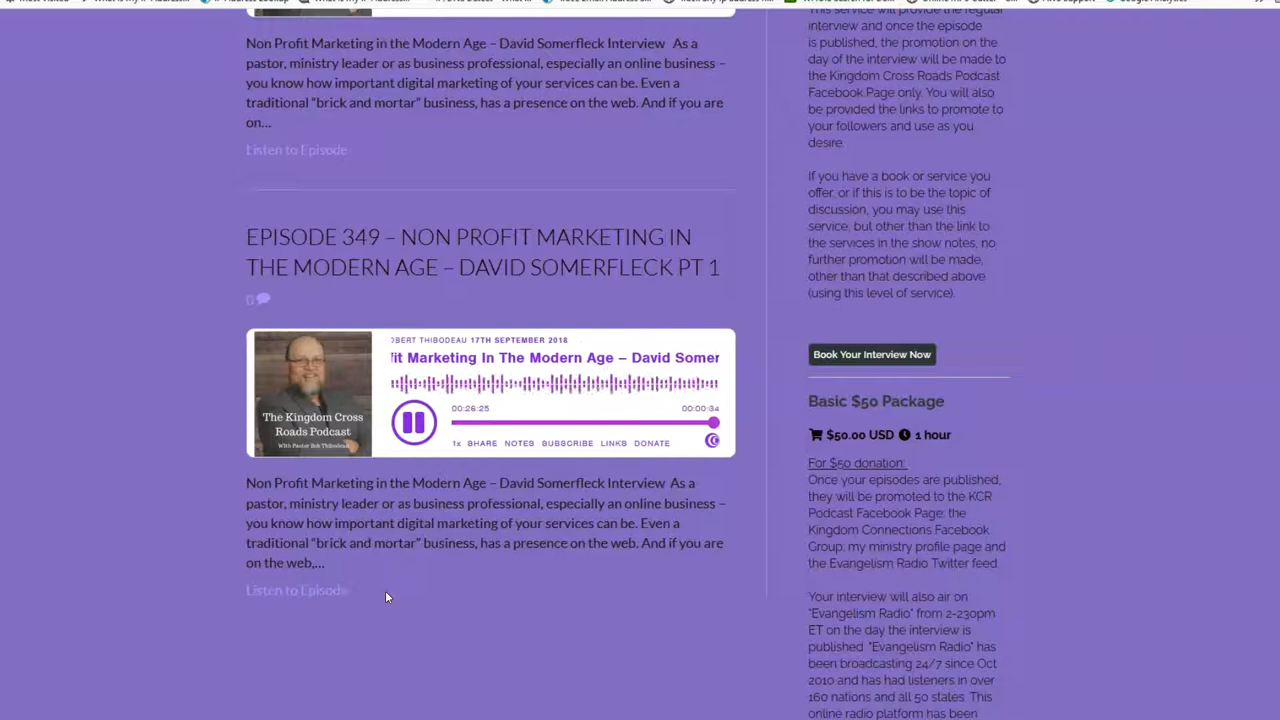 Non Profit Marketing in the Modern Age – David Somerfleck Interview  As a
pastor, ministry leader or as business professional, especially an online business –
you know how important digital marketing of your services can be. Even a
traditional “brick and mortar” business, has a presence on the web. And if you are
on...
Listen to Episode
EPISODE 349 – NON PROFIT MARKETING IN
THE MODERN AGE – DAVID SOMERFLECK PT 1
0
The Kingdom Cross
Roads Podcast
With Pastor Bob Thibodeau
OBERT THIBODEAU 17TH SEPTEMBER 2018
fit Marketing In The Modern Age – David Somer
00:26:25
00:00:34
1x SHARE NOTES SUBSCRIBE LINKS DONATE
Non Profit Marketing in the Modern Age – David Somerfleck Interview  As a
pastor, ministry leader or as business professional, especially an online business –
you know how important digital marketing of your services can be. Even a
traditional “brick and mortar” business, has a presence on the web. And if you are
on the web,...
Listen to Episode
This service will provide the regular
interview and once the episode
is published, the promotion on the
day of the interview will be made to
the Kingdom Cross Roads Podcast
Facebook Page only. You will also
be provided the links to promote to
your followers and use as you
desire.
If you have a book or service you
offer, or if this is to be the topic of
discussion, you may use this
service, but other than the link to
the services in the show notes, no
further promotion will be made,
other than that described above
(using this level of service).
Book Your Interview Now
Basic $50 Package
$50.00 USD 1 hour
For $50 donation:
Once your episodes are published,
they will be promoted to the KCR
Podcast Facebook Page; the
Kingdom Connections Facebook
Group; my ministry profile page and
the Evangelism Radio Twitter feed.
Your interview will also air on
"Evangelism Radio" from 2-230pm
ET on the day the interview is
published. "Evangelism Radio" has
been broadcasting 24/7 since Oct
2010 and has had listeners in over
160 nations and all 50 states. This
online radio platform has been